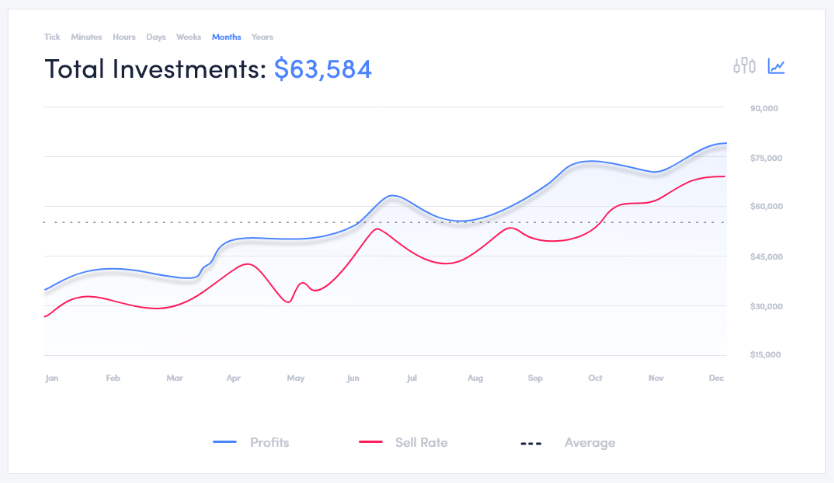 Tick Minutes Hours Days Weeks Months Years
Total Investments: $63,584
90,000
$75,000
$60,000
$45,000
$30,000
$15,000
Jan Feb Mar Apr May Jun Jul Aug Sep Oct Nov Dec
Profits Sell Rate Average